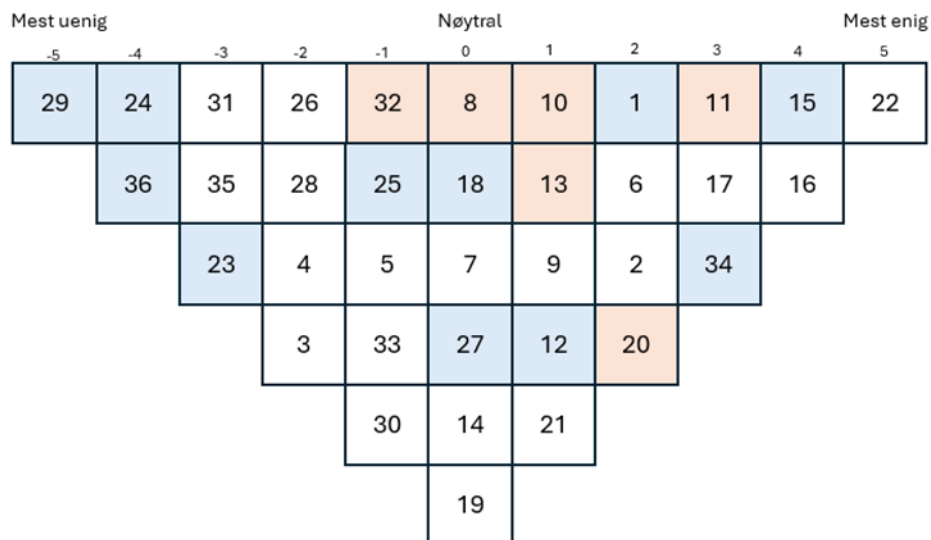 Mest uenig Nøytral Mest enig
-5 -4 -3 -2 -1 0 1 2 3 4 5
29 24 31 26 32 8 10 1 11 15 22
36 35 28 25 18 13 6 17 16
23 4 5 7 9 2 34
3 33 27 12 20
30 14 21
19